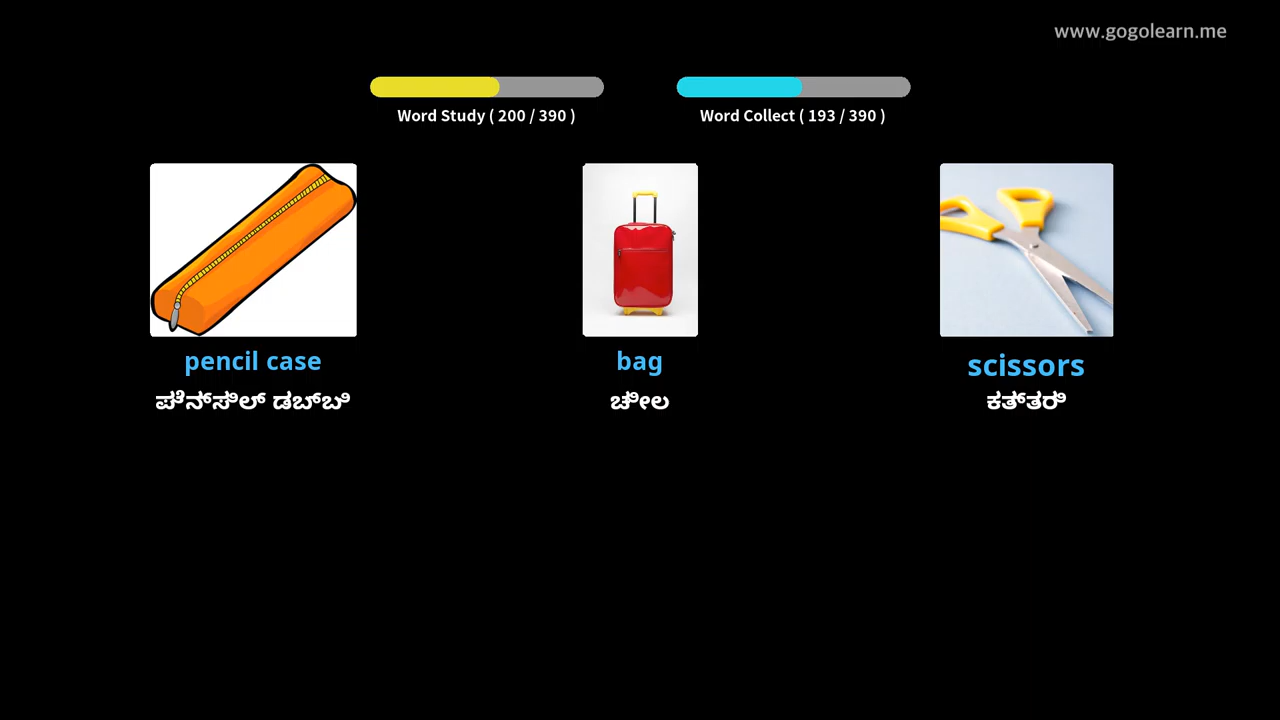 www.gogolearn.me
Word Study ( 200 / 390 )
Word Collect ( 193 / 390 )
pencil case
bag
scissors
ಪೆನ್ಸಿಲ್ ಡಬ್ಬಿ
ಚೀಲ
ಕತ್ತರಿ